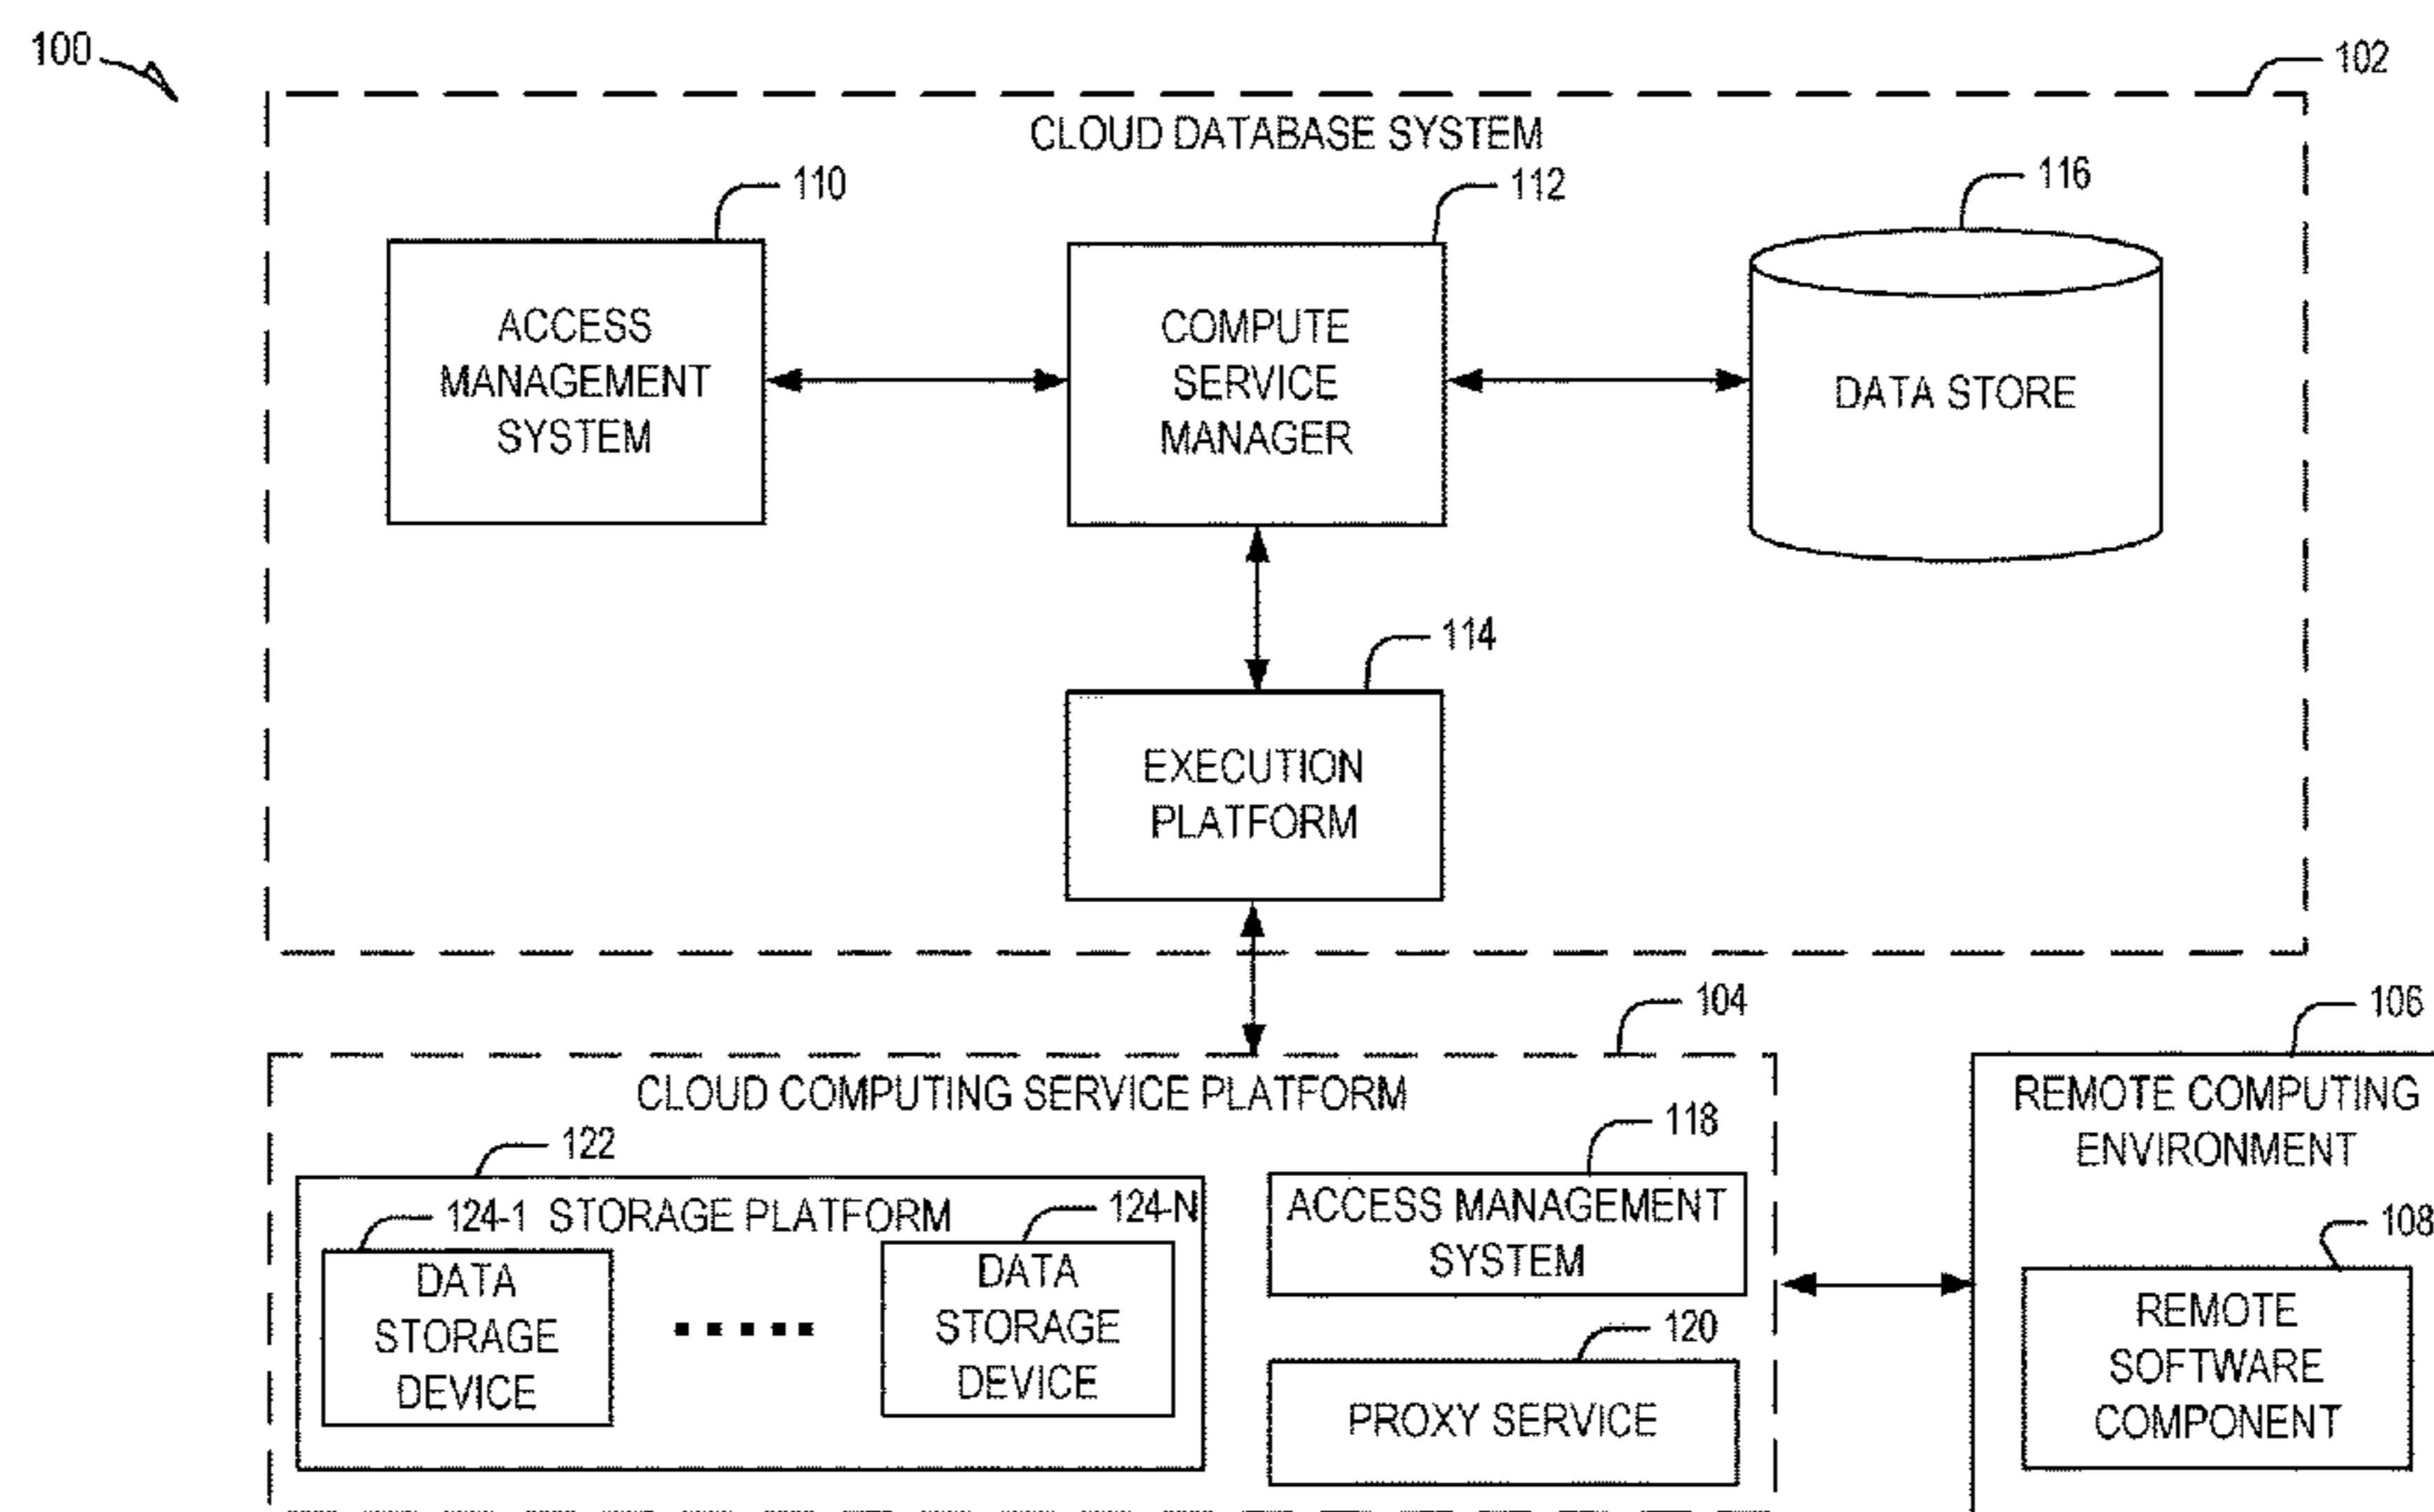 100
102
CLOUD DATABASE SYSTEM
110
112
116
ACCESS
MANAGEMENT
SYSTEM
COMPUTE
SERVICE
MANAGER
DATA STORE
114
EXECUTION
PLATFORM
104
106
CLOUD COMPUTING SERVICE PLATFORM
REMOTE COMPUTING
ENVIRONMENT
122
118
124-1 STORAGE PLATFORM 124-N
DATA
STORAGE
DEVICE
DATA
STORAGE
DEVICE
ACCESS MANAGEMENT
SYSTEM
120
PROXY SERVICE
108
REMOTE
SOFTWARE
COMPONENT